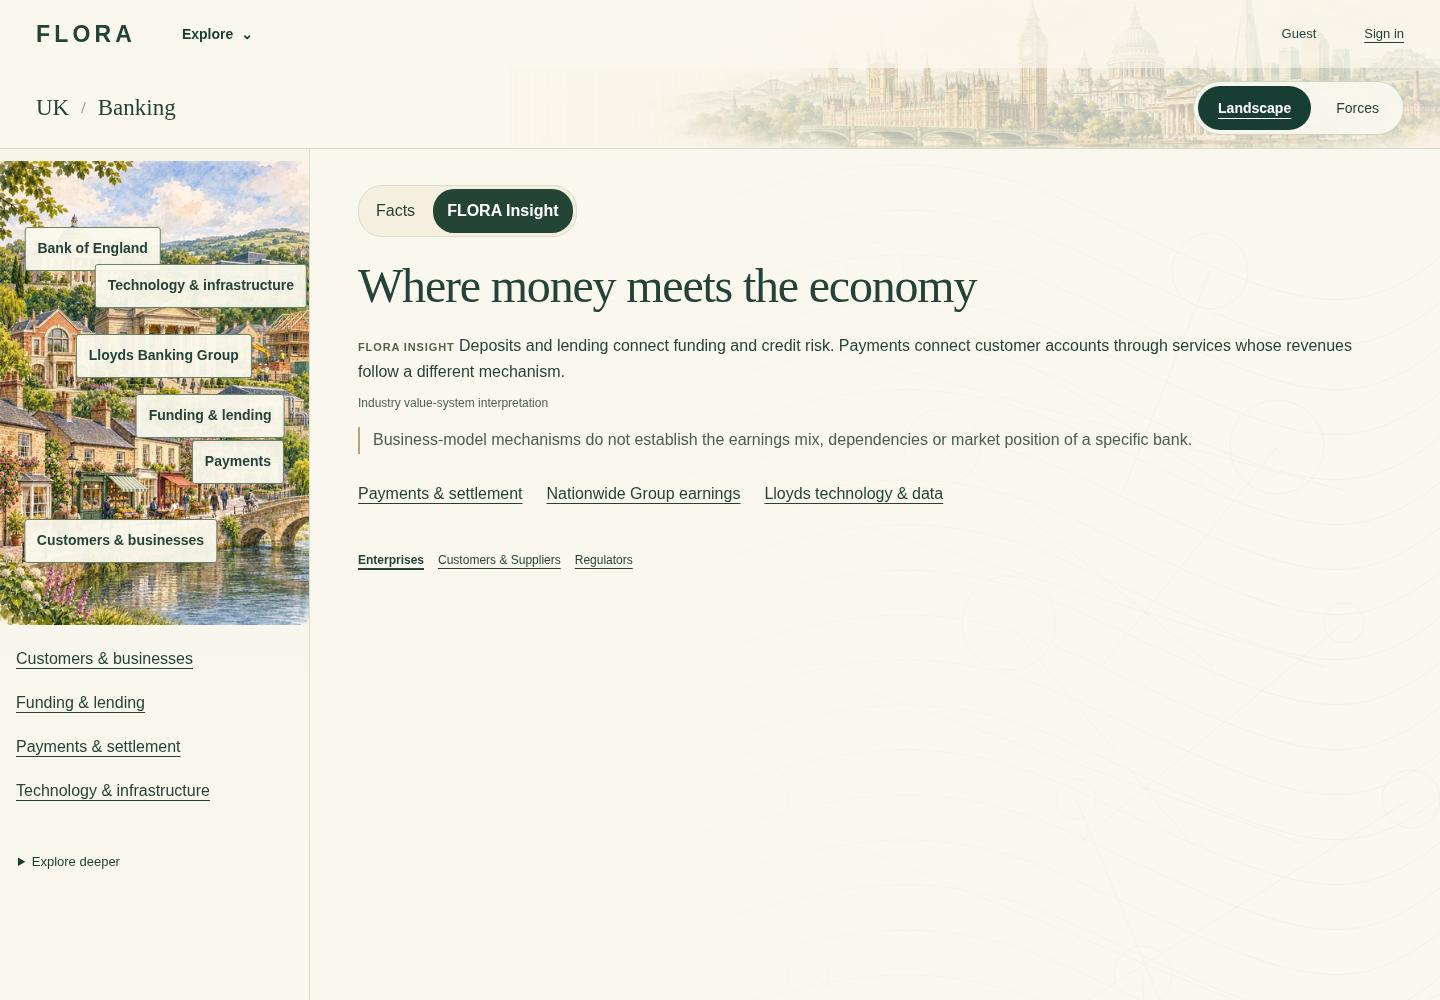 FLORA
Explore
Guest
Sign in
UK / Banking
Landscape
Forces
Bank of England
Technology & infrastructure
Lloyds Banking Group
Funding & lending
Payments
Customers & businesses
Customers & businesses
Funding & lending
Payments & settlement
Technology & infrastructure
Explore deeper
Facts
FLORA Insight
Where money meets the economy
FLORA INSIGHT Deposits and lending connect funding and credit risk. Payments connect customer accounts through services whose revenues
follow a different mechanism.
Industry value-system interpretation
Business-model mechanisms do not establish the earnings mix, dependencies or market position of a specific bank.
Payments & settlement Nationwide Group earnings Lloyds technology & data
Enterprises Customers & Suppliers Regulators